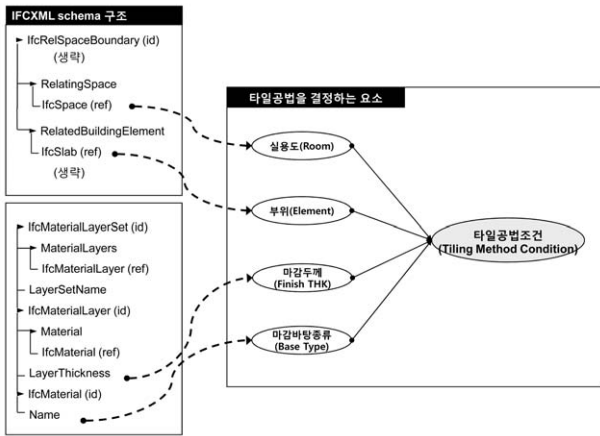 IFCXML schema 구조
IfcRelSpaceBoundary (id)
(생략)
RelatingSpace
IfcSpace (ref)
RelatedBuildingElement
IfcSlab (ref)
(생략)
IfcMaterialLayerSet (id)
MaterialLayers
IfcMaterialLayer (ref)
LayerSetName
IfcMaterialLayer (id)
Material
IfcMaterial (ref)
LayerThickness
IfcMaterial (id)
Name
타일공법을 결정하는 요소
실용도(Room)
부위(Element)
마감두께
(Finish THK)
마감바탕종류
(Base Type)
타일공법조건
(Tiling Method Condition)